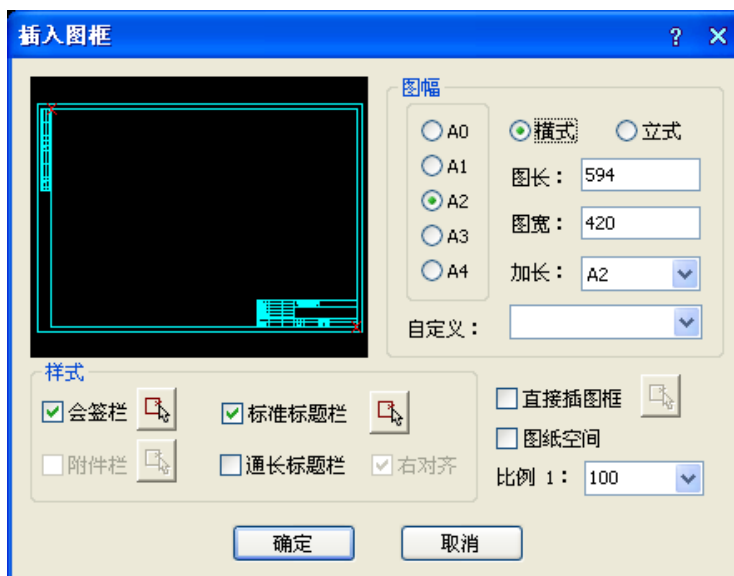 插入图框
图幅
A0
横式
立式
A1
图长：
594
A2
图宽：
420
A3
A4
加长：
A2
自定义：
样式
会签栏
标准标题栏
直接插图框
附件栏
通长标题栏
右对齐
图纸空间
比例 1：
100
确定
取消